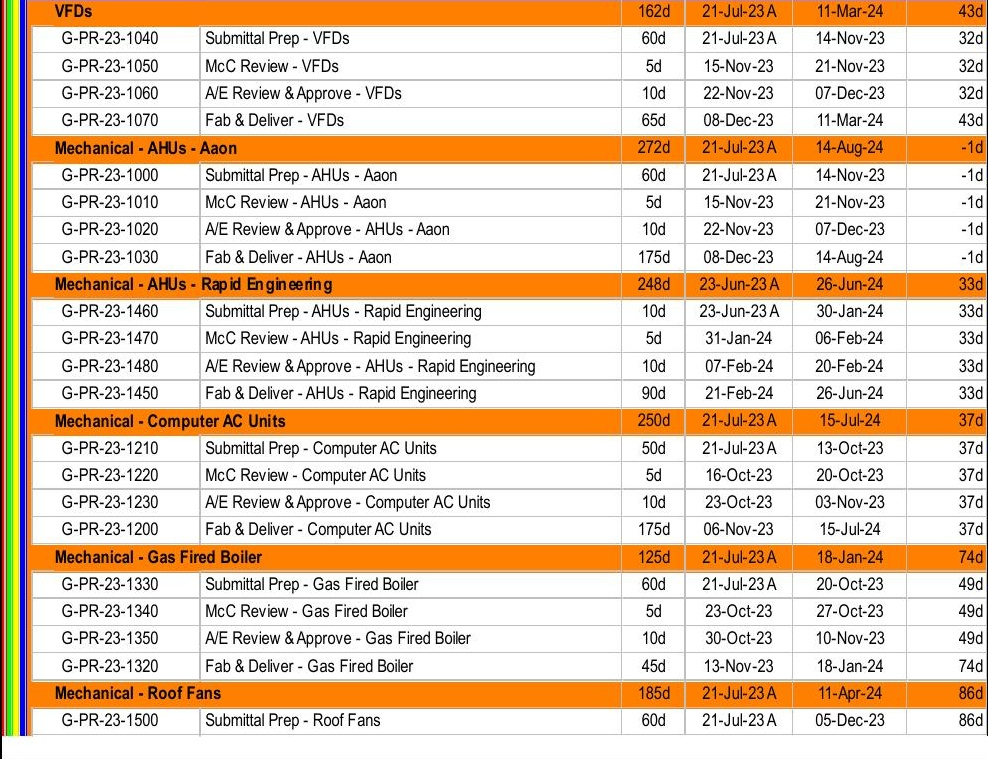 VFDs 162d 21-Jul-23 A 11-Mar-24 43d
G-PR-23-1040 Submittal Prep - VFDs 60d 21-Jul-23 A 14-Nov-23 32d
G-PR-23-1050 McC Review - VFDs 5d 15-Nov-23 21-Nov-23 32d
G-PR-23-1060 A/E Review & Approve - VFDs 10d 22-Nov-23 07-Dec-23 32d
G-PR-23-1070 Fab & Deliver - VFDs 65d 08-Dec-23 11-Mar-24 43d
Mechanical - AHUs - Aaon 272d 21-Jul-23 A 14-Aug-24 -1d
G-PR-23-1000 Submittal Prep - AHUs - Aaon 60d 21-Jul-23 A 14-Nov-23 -1d
G-PR-23-1010 McC Review - AHUs - Aaon 5d 15-Nov-23 21-Nov-23 -1d
G-PR-23-1020 A/E Review & Approve - AHUs - Aaon 10d 22-Nov-23 07-Dec-23 -1d
G-PR-23-1030 Fab & Deliver - AHUs - Aaon 175d 08-Dec-23 14-Aug-24 -1d
Mechanical - AHUs - Rapid Engineering 248d 23-Jun-23 A 26-Jun-24 33d
G-PR-23-1460 Submittal Prep - AHUs - Rapid Engineering 10d 23-Jun-23 A 30-Jan-24 33d
G-PR-23-1470 McC Review - AHUs - Rapid Engineering 5d 31-Jan-24 06-Feb-24 33d
G-PR-23-1480 A/E Review & Approve - AHUs - Rapid Engineering 10d 07-Feb-24 20-Feb-24 33d
G-PR-23-1450 Fab & Deliver - AHUs - Rapid Engineering 90d 21-Feb-24 26-Jun-24 33d
Mechanical - Computer AC Units 250d 21-Jul-23 A 15-Jul-24 37d
G-PR-23-1210 Submittal Prep - Computer AC Units 50d 21-Jul-23 A 13-Oct-23 37d
G-PR-23-1220 McC Review - Computer AC Units 5d 16-Oct-23 20-Oct-23 37d
G-PR-23-1230 A/E Review & Approve - Computer AC Units 10d 23-Oct-23 03-Nov-23 37d
G-PR-23-1200 Fab & Deliver - Computer AC Units 175d 06-Nov-23 15-Jul-24 37d
Mechanical - Gas Fired Boiler 125d 21-Jul-23 A 18-Jan-24 74d
G-PR-23-1330 Submittal Prep - Gas Fired Boiler 60d 21-Jul-23 A 20-Oct-23 49d
G-PR-23-1340 McC Review - Gas Fired Boiler 5d 23-Oct-23 27-Oct-23 49d
G-PR-23-1350 A/E Review & Approve - Gas Fired Boiler 10d 30-Oct-23 10-Nov-23 49d
G-PR-23-1320 Fab & Deliver - Gas Fired Boiler 45d 13-Nov-23 18-Jan-24 74d
Mechanical - Roof Fans 185d 21-Jul-23 A 11-Apr-24 86d
G-PR-23-1500 Submittal Prep - Roof Fans 60d 21-Jul-23 A 05-Dec-23 86d